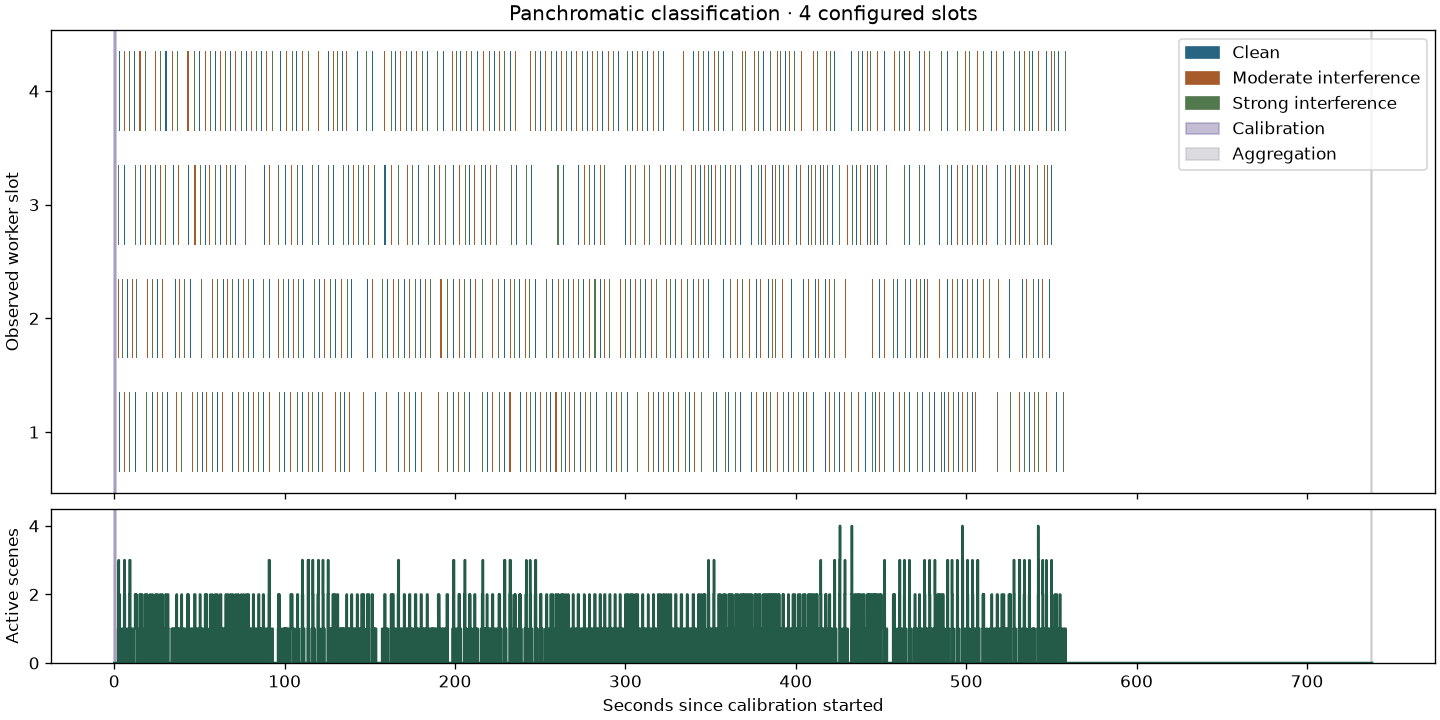 Panchromatic classification · 4 configured slots
Clean
Moderate interference
Strong interference
Calibration
Aggregation
Observed worker slot
4
3
2
1
Active scenes
4
2
0
0 100 200 300 400 500 600 700
Seconds since calibration started